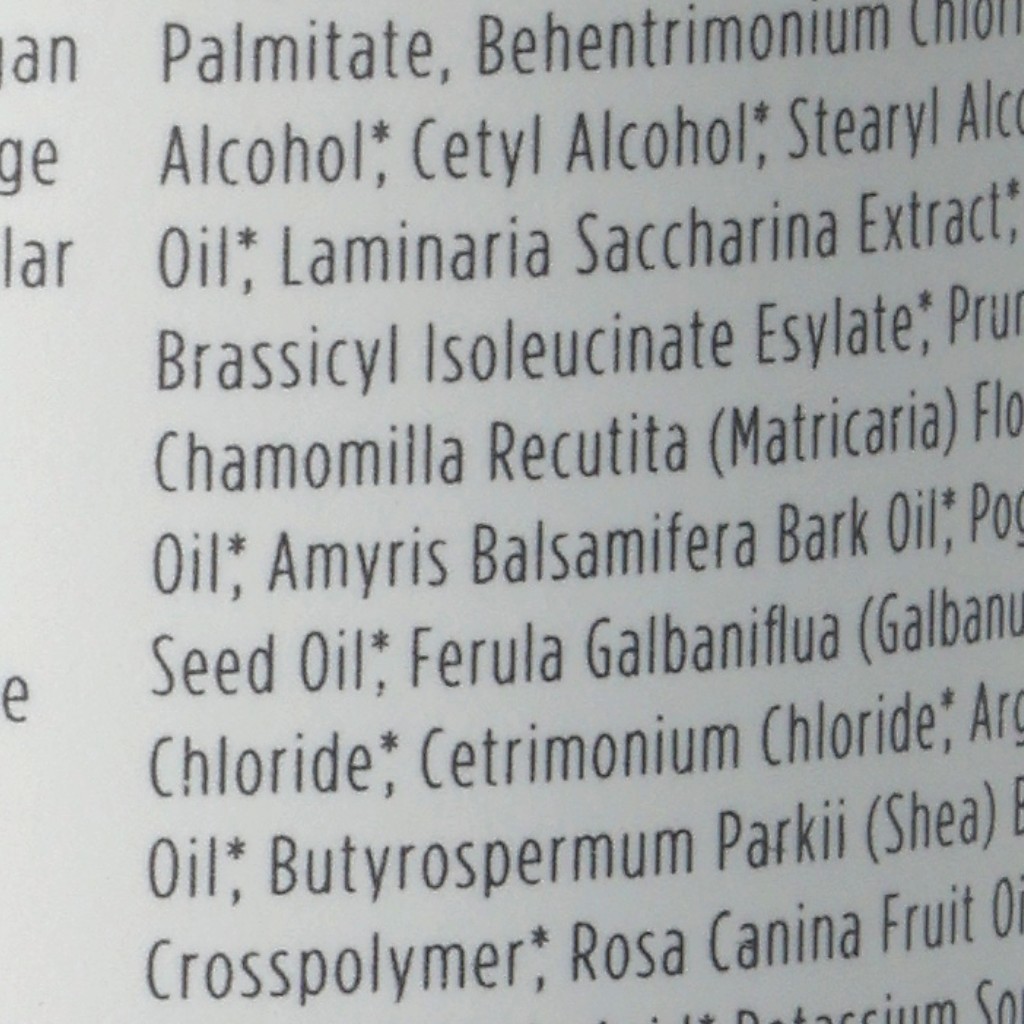 Palmitate, Behentrimonium
ge Alcohol*, Cetyl Alcohol*, Stearyl
lar Oil*, Laminaria Saccharina Extract*,
Brassicyl Isoleucinate Esylate*,
Chamomilla Recutita (Matricaria)
Oil*, Amyris Balsamifera Bark Oil*,
Seed Oil*, Ferula Galbaniflua
e Chloride*, Cetrimonium Chloride*,
Oil*, Butyrospermum Parkii (Shea)
Crosspolymer*, Rosa Canina Fruit